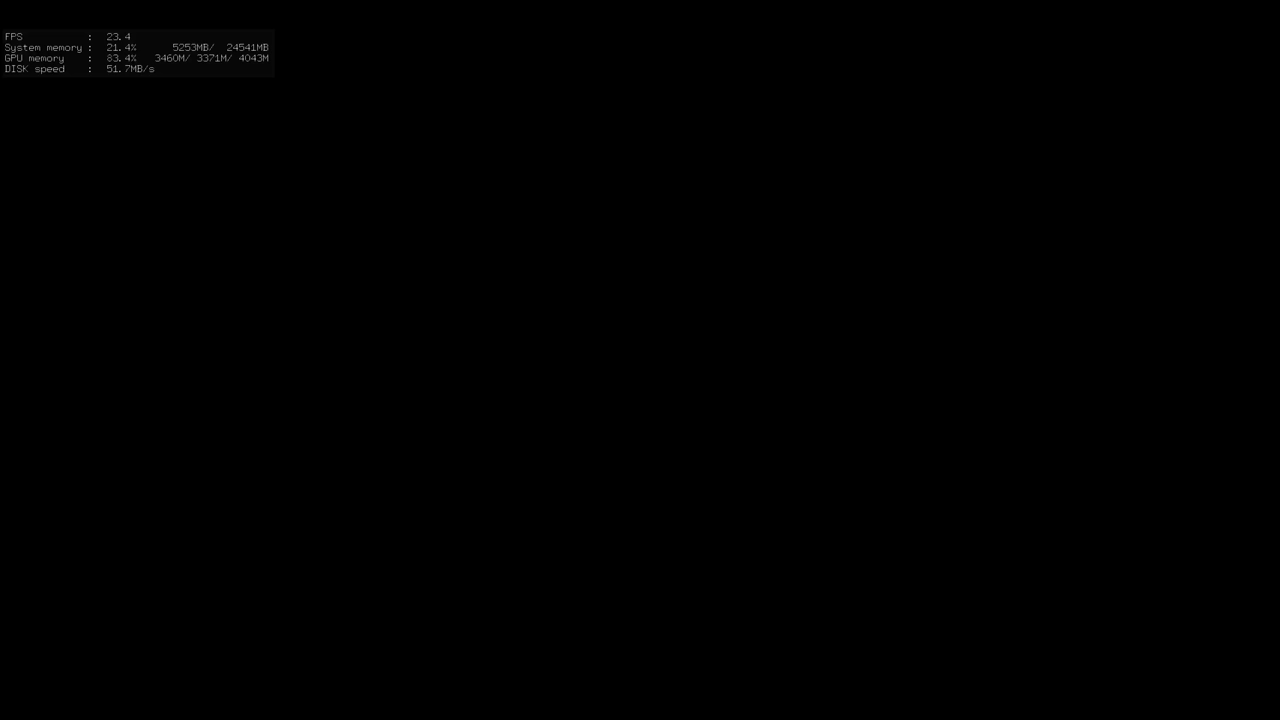 FPS : 23.4
System memory : 21.4% 5253MB/ 24541MB
GPU memory : 83.4% 3460M/ 3371M/ 4043M
DISK speed : 51.7MB/s